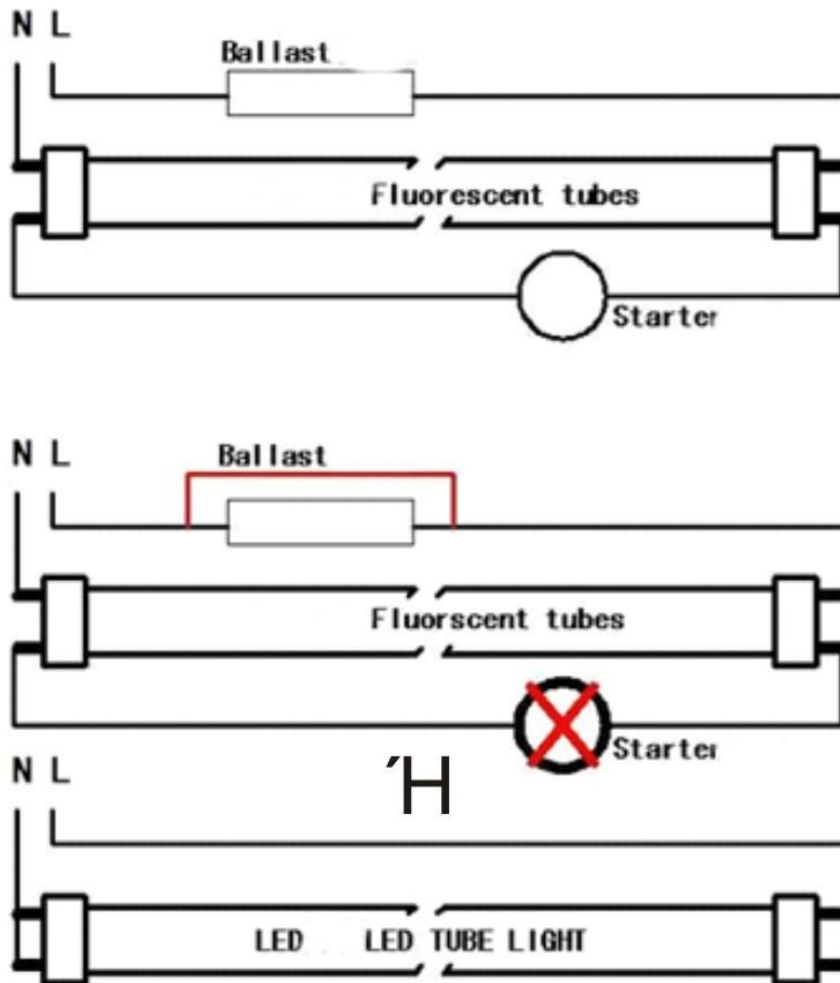 N L
Ballast
Fluorescent tubes
Starter
N L
Ballast
Fluorscent tubes
Starter
Ή
N L
LED LED TUBE LIGHT